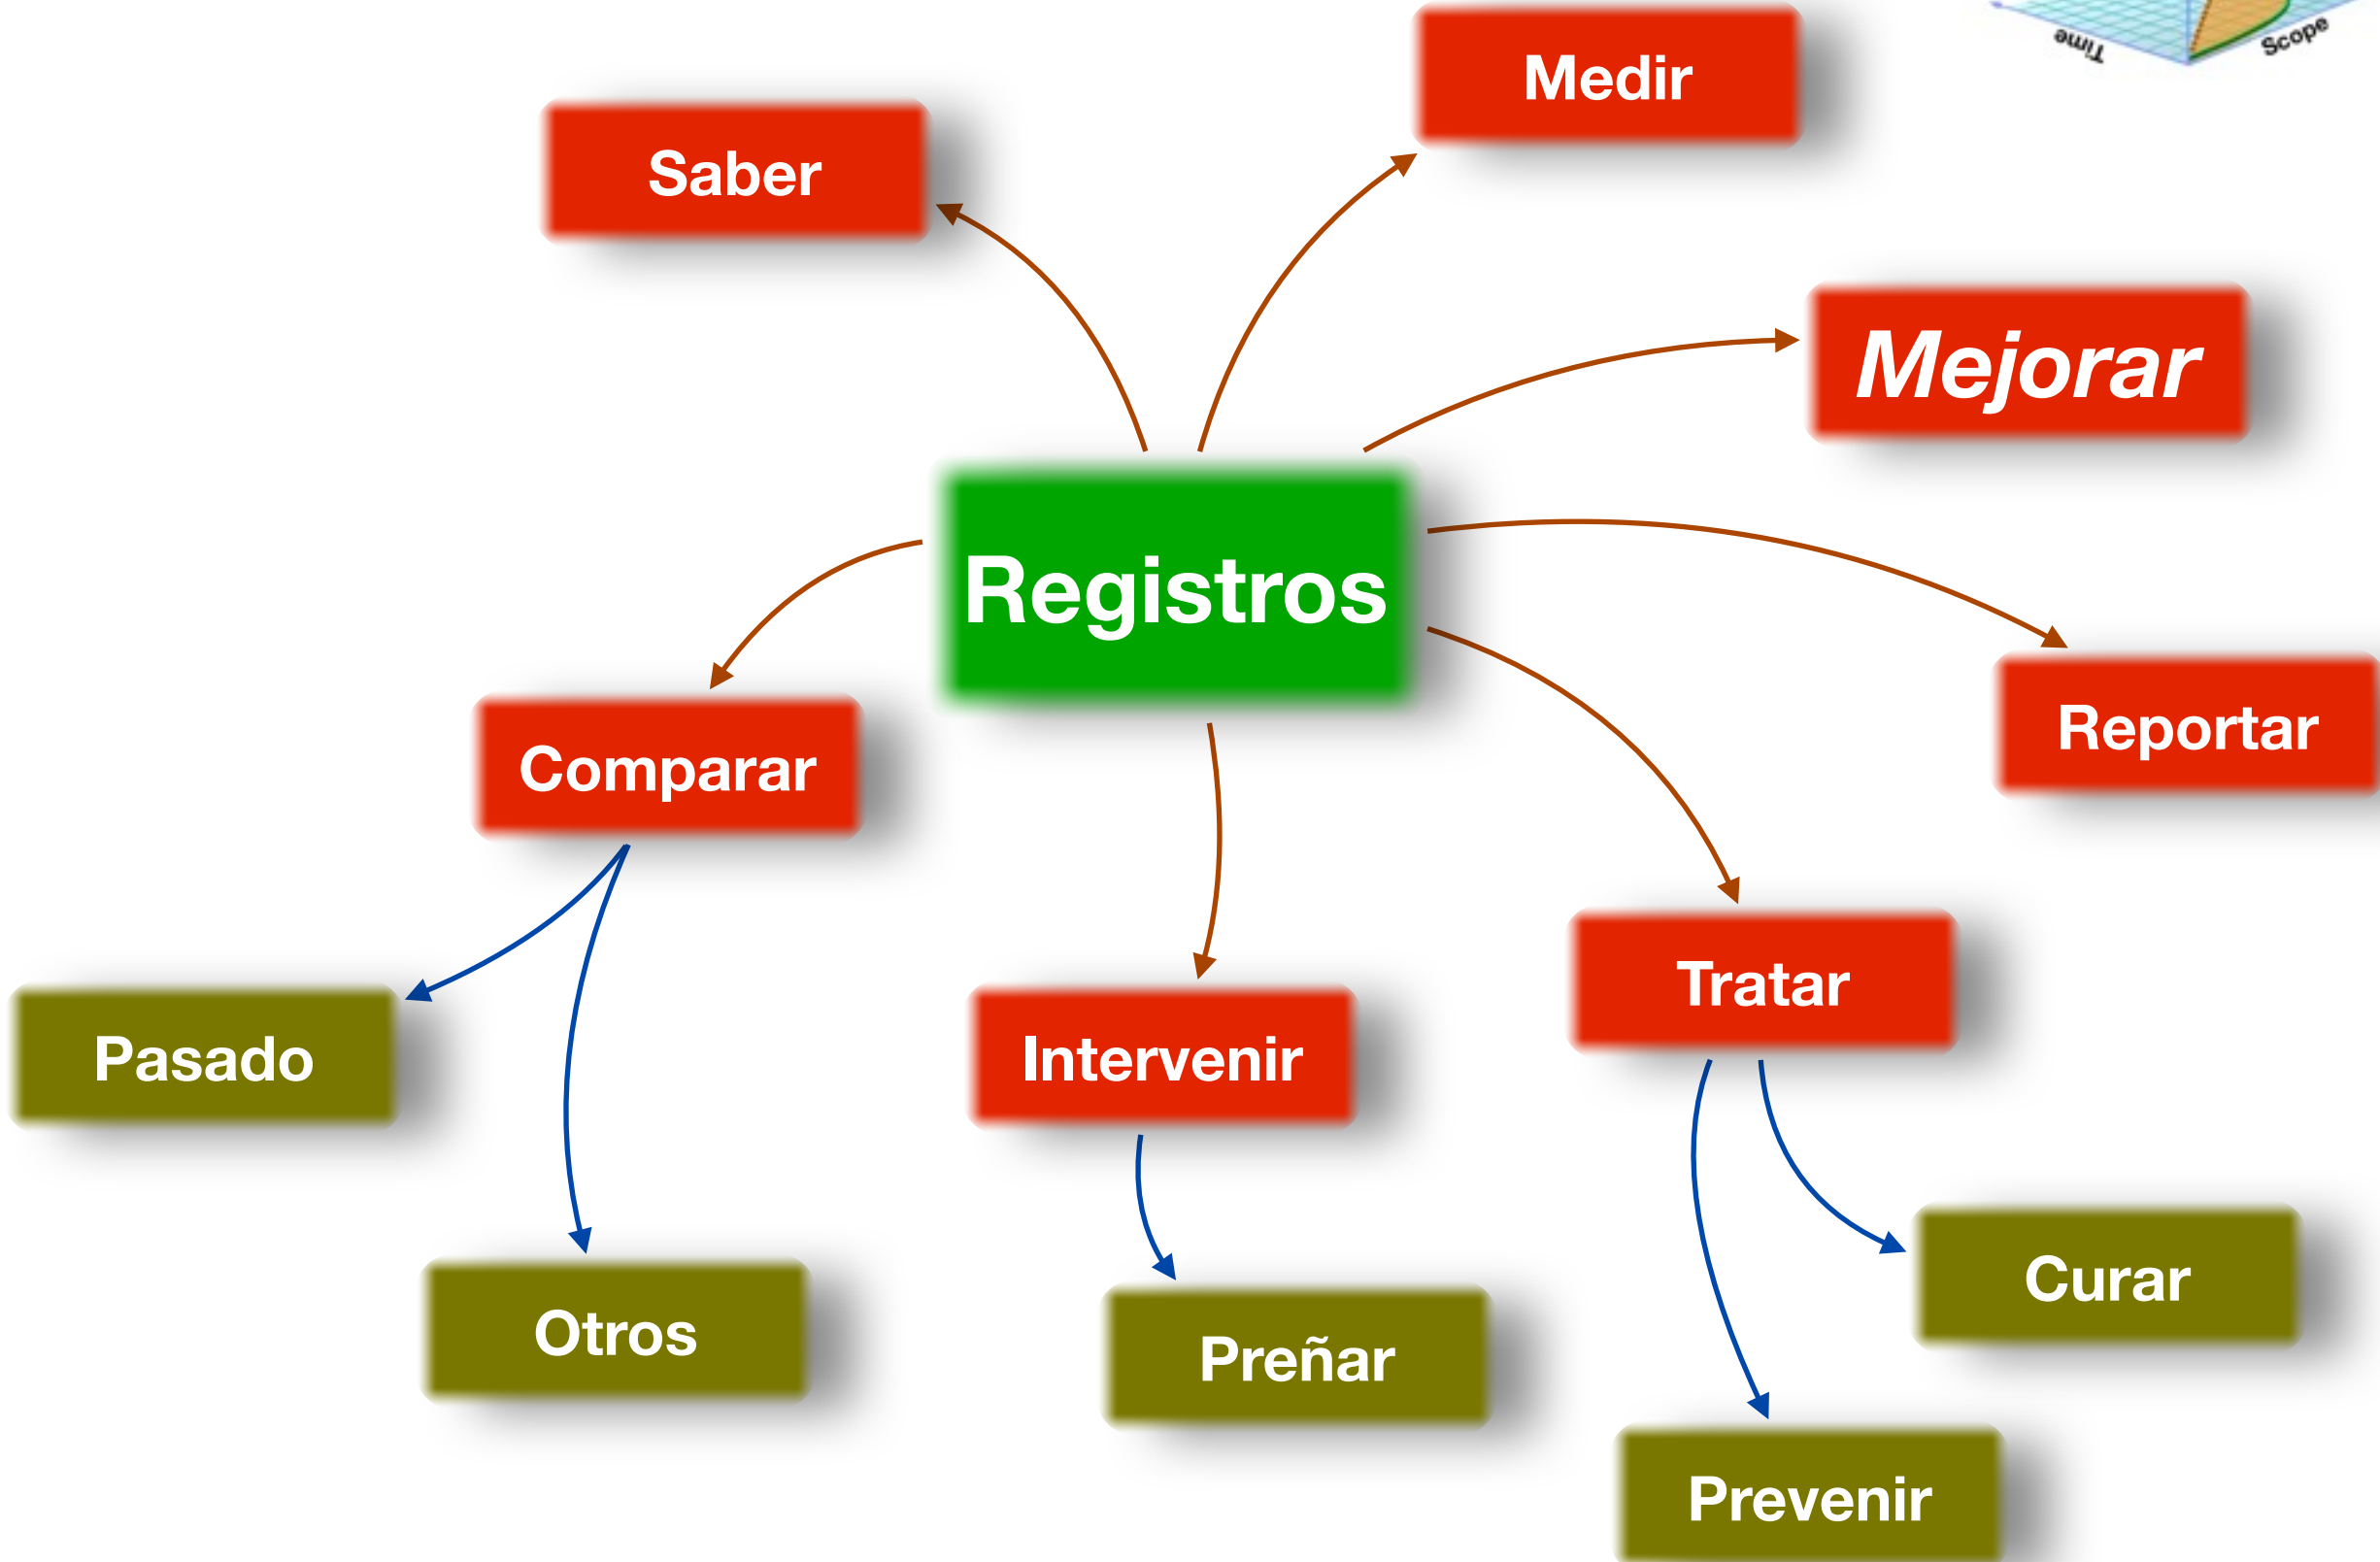 Time
Scope
Medir
Saber
Mejorar
Registros
Reportar
Comparar
Tratar
Pasado
Intervenir
Curar
Otros
Preñar
Prevenir